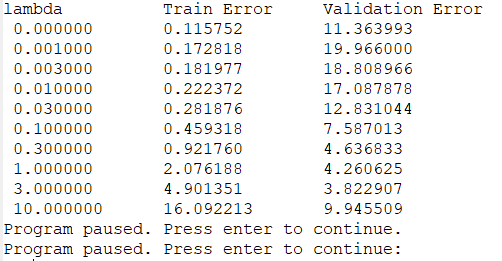 lambda Train Error Validation Error
0.000000 0.115752 11.363993
0.001000 0.172818 19.966000
0.003000 0.181977 18.808966
0.010000 0.222372 17.087878
0.030000 0.281876 12.831044
0.100000 0.459318 7.587013
0.300000 0.921760 4.636833
1.000000 2.076188 4.260625
3.000000 4.901351 3.822907
10.000000 16.092213 9.945509
Program paused. Press enter to continue.
Program paused. Press enter to continue: